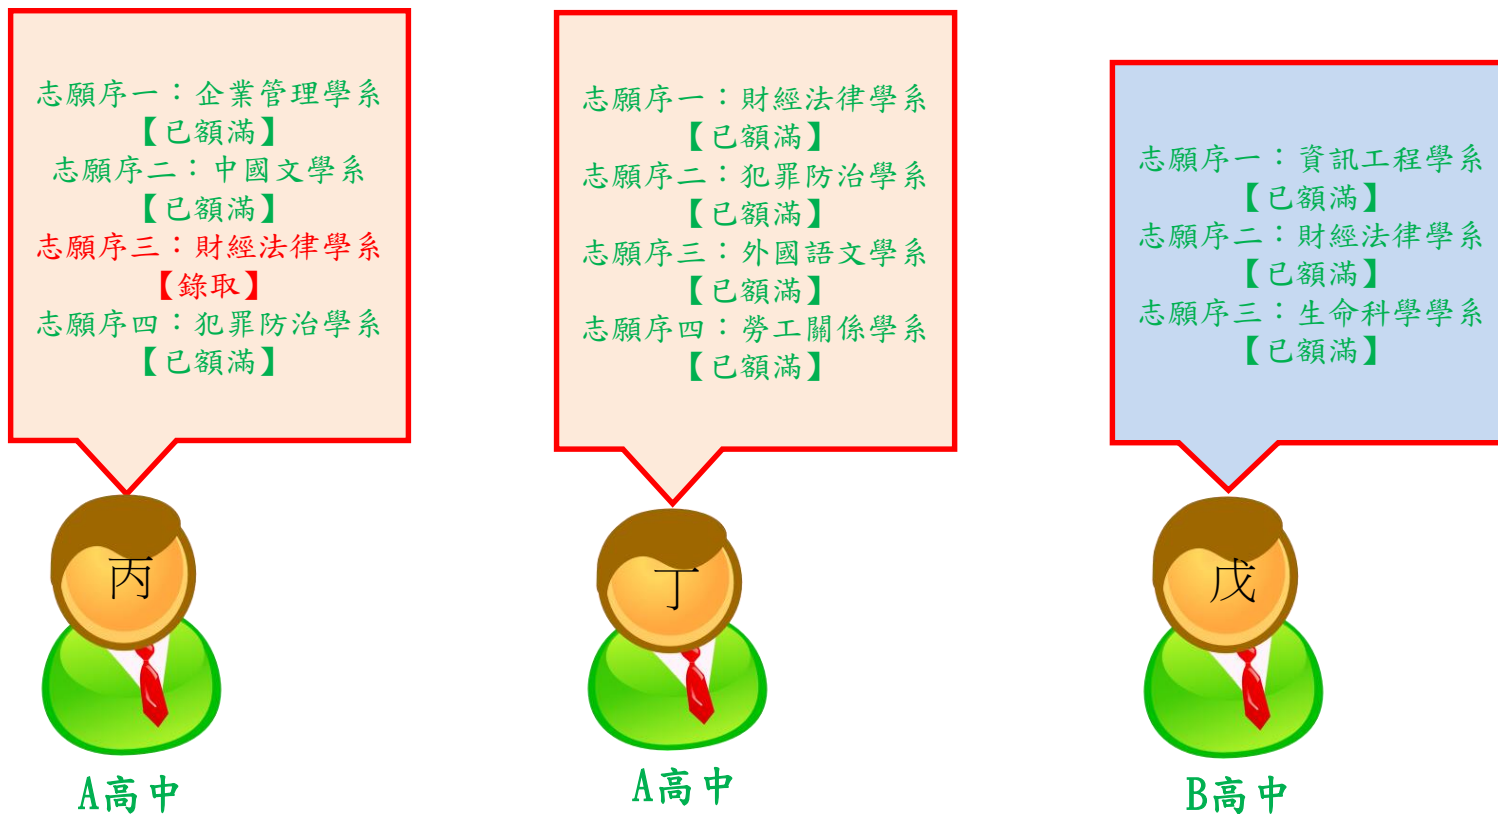 志願序一：企業管理學系
【已額滿】
志願序二：中國文學系
【已額滿】
志願序三：財經法律學系
【錄取】
志願序四：犯罪防治學系
【已額滿】
丙
A高中
志願序一：財經法律學系
【已額滿】
志願序二：犯罪防治學系
【已額滿】
志願序三：外國語文學系
【已額滿】
志願序四：勞工關係學系
【已額滿】
丁
A高中
志願序一：資訊工程學系
【已額滿】
志願序二：財經法律學系
【已額滿】
志願序三：生命科學學系
【已額滿】
戊
B高中